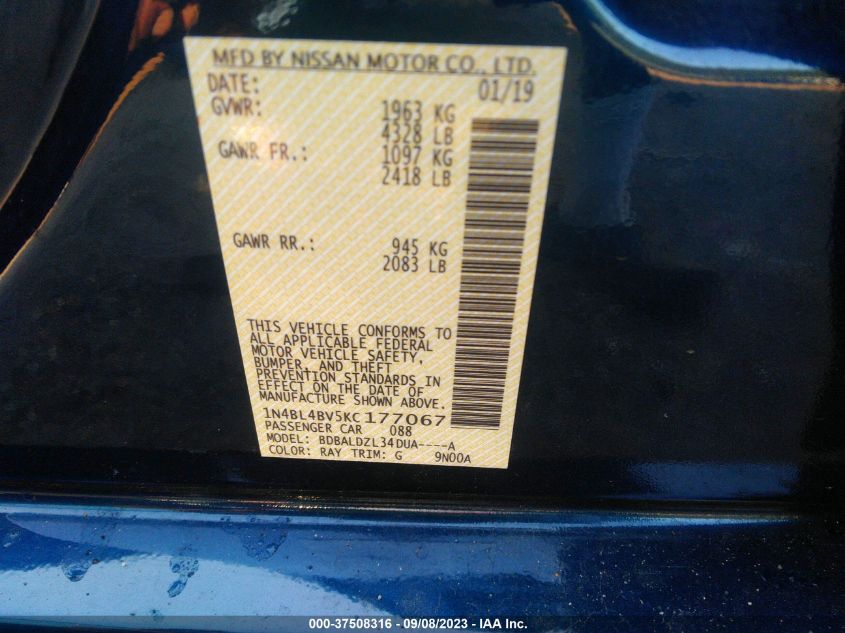 MFD BY NISSAN MOTOR CO., LTD.
DATE: 01/19
GVWR: 1963 KG
4328 LB
GAWR FR.: 1097 KG
2418 LB
GAWR RR.: 945 KG
2083 LB
THIS VEHICLE CONFORMS TO
ALL APPLICABLE FEDERAL
MOTOR VEHICLE SAFETY,
BUMPER, AND THEFT
PREVENTION STANDARDS IN
EFFECT ON THE DATE OF
MANUFACTURE SHOWN ABOVE.
1N4BL4BV5KC177067
PASSENGER CAR 088
MODEL: BDBALDZL34DUA----A
COLOR: RAY TRIM: G 9N00A
000-37508316 - 09/08/2023 - IAA Inc.